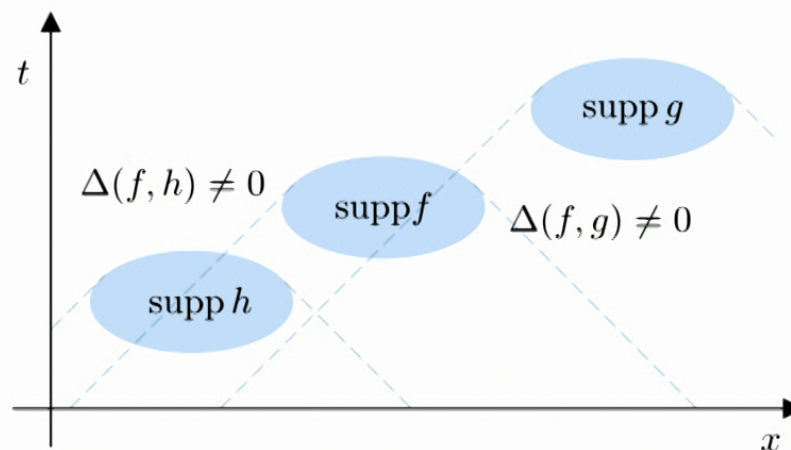 t
supp g
Δ(f, h) ≠ 0
supp f
Δ(f, g) ≠ 0
supp h
x